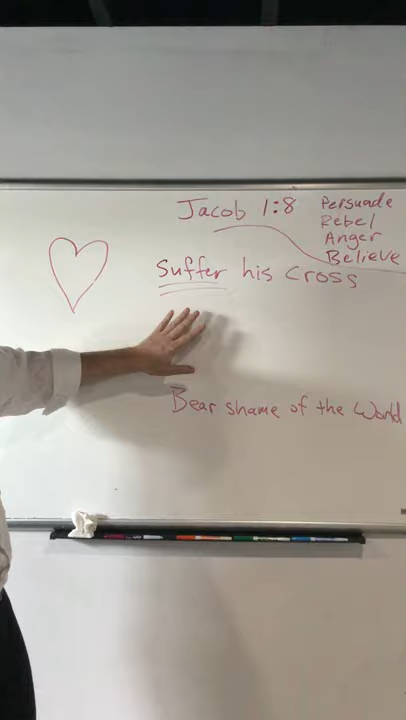 Jacob 1:8
Persuade
Rebel
Anger
Believe
Suffer his cross
Bear shame of the World